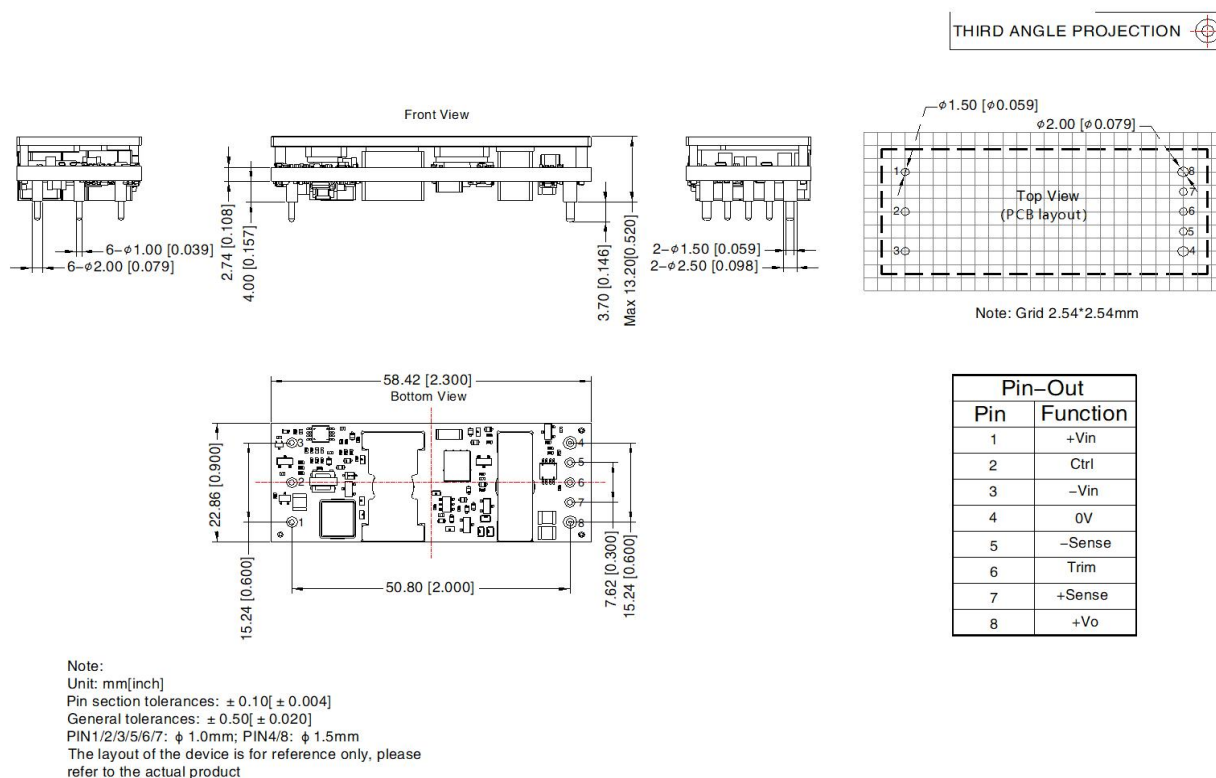 THIRD ANGLE PROJECTION
Front View
2.74 [0.108]
4.00 [0.157]
3.70 [0.146]
Max 13.20[0.520]
6-φ1.00 [0.039]
6-φ2.00 [0.079]
2-φ1.50 [0.059]
2-φ2.50 [0.098]
φ1.50 [φ0.059]
φ2.00 [φ0.079]
1
2
3
8
7
6
5
4
Top View
(PCB layout)
Note: Grid 2.54*2.54mm
58.42 [2.300]
Bottom View
22.86 [0.900]
15.24 [0.600]
3
2
1
4
5
6
7
8
50.80 [2.000]
7.62 [0.300]
15.24 [0.600]
Pin-Out
Pin Function
1 +Vin
2 Ctrl
3 -Vin
4 0V
5 -Sense
6 Trim
7 +Sense
8 +Vo
Note:
Unit: mm[inch]
Pin section tolerances: ± 0.10[ ± 0.004]
General tolerances: ± 0.50[ ± 0.020]
PIN1/2/3/5/6/7: ϕ 1.0mm; PIN4/8: ϕ 1.5mm
The layout of the device is for reference only, please
refer to the actual product